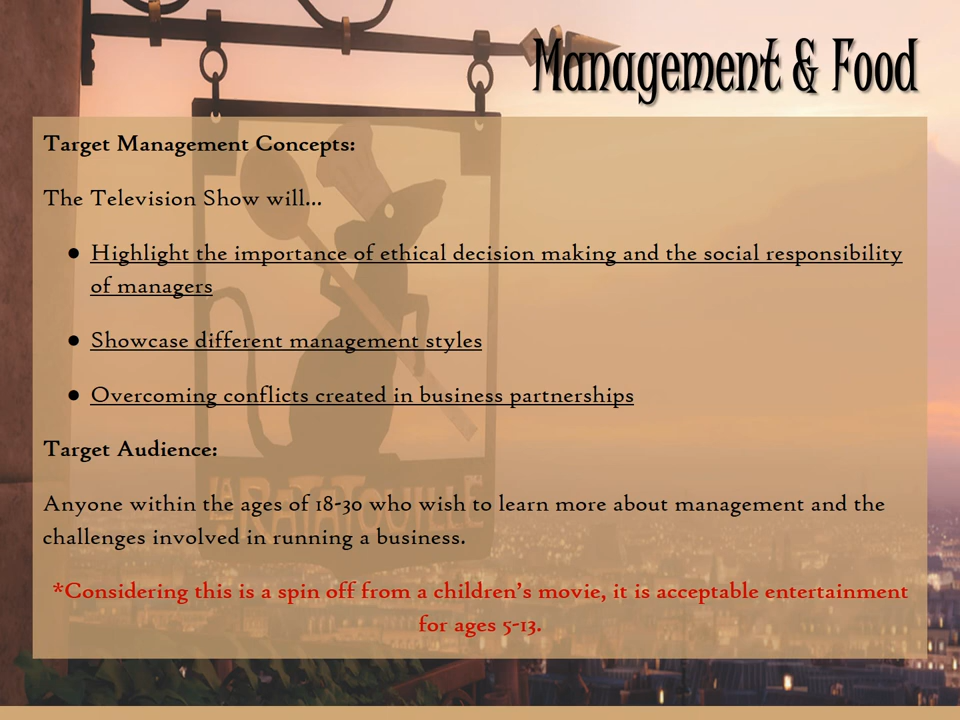 Management & Food
Target Management Concepts:
The Television Show will...
● Highlight the importance of ethical decision making and the social responsibility
of managers
● Showcase different management styles
● Overcoming conflicts created in business partnerships
Target Audience:
Anyone within the ages of 18-30 who wish to learn more about management and the
challenges involved in running a business.
*Considering this is a spin off from a children's movie, it is acceptable entertainment
for ages 5-13.
LA RATATOUILLE